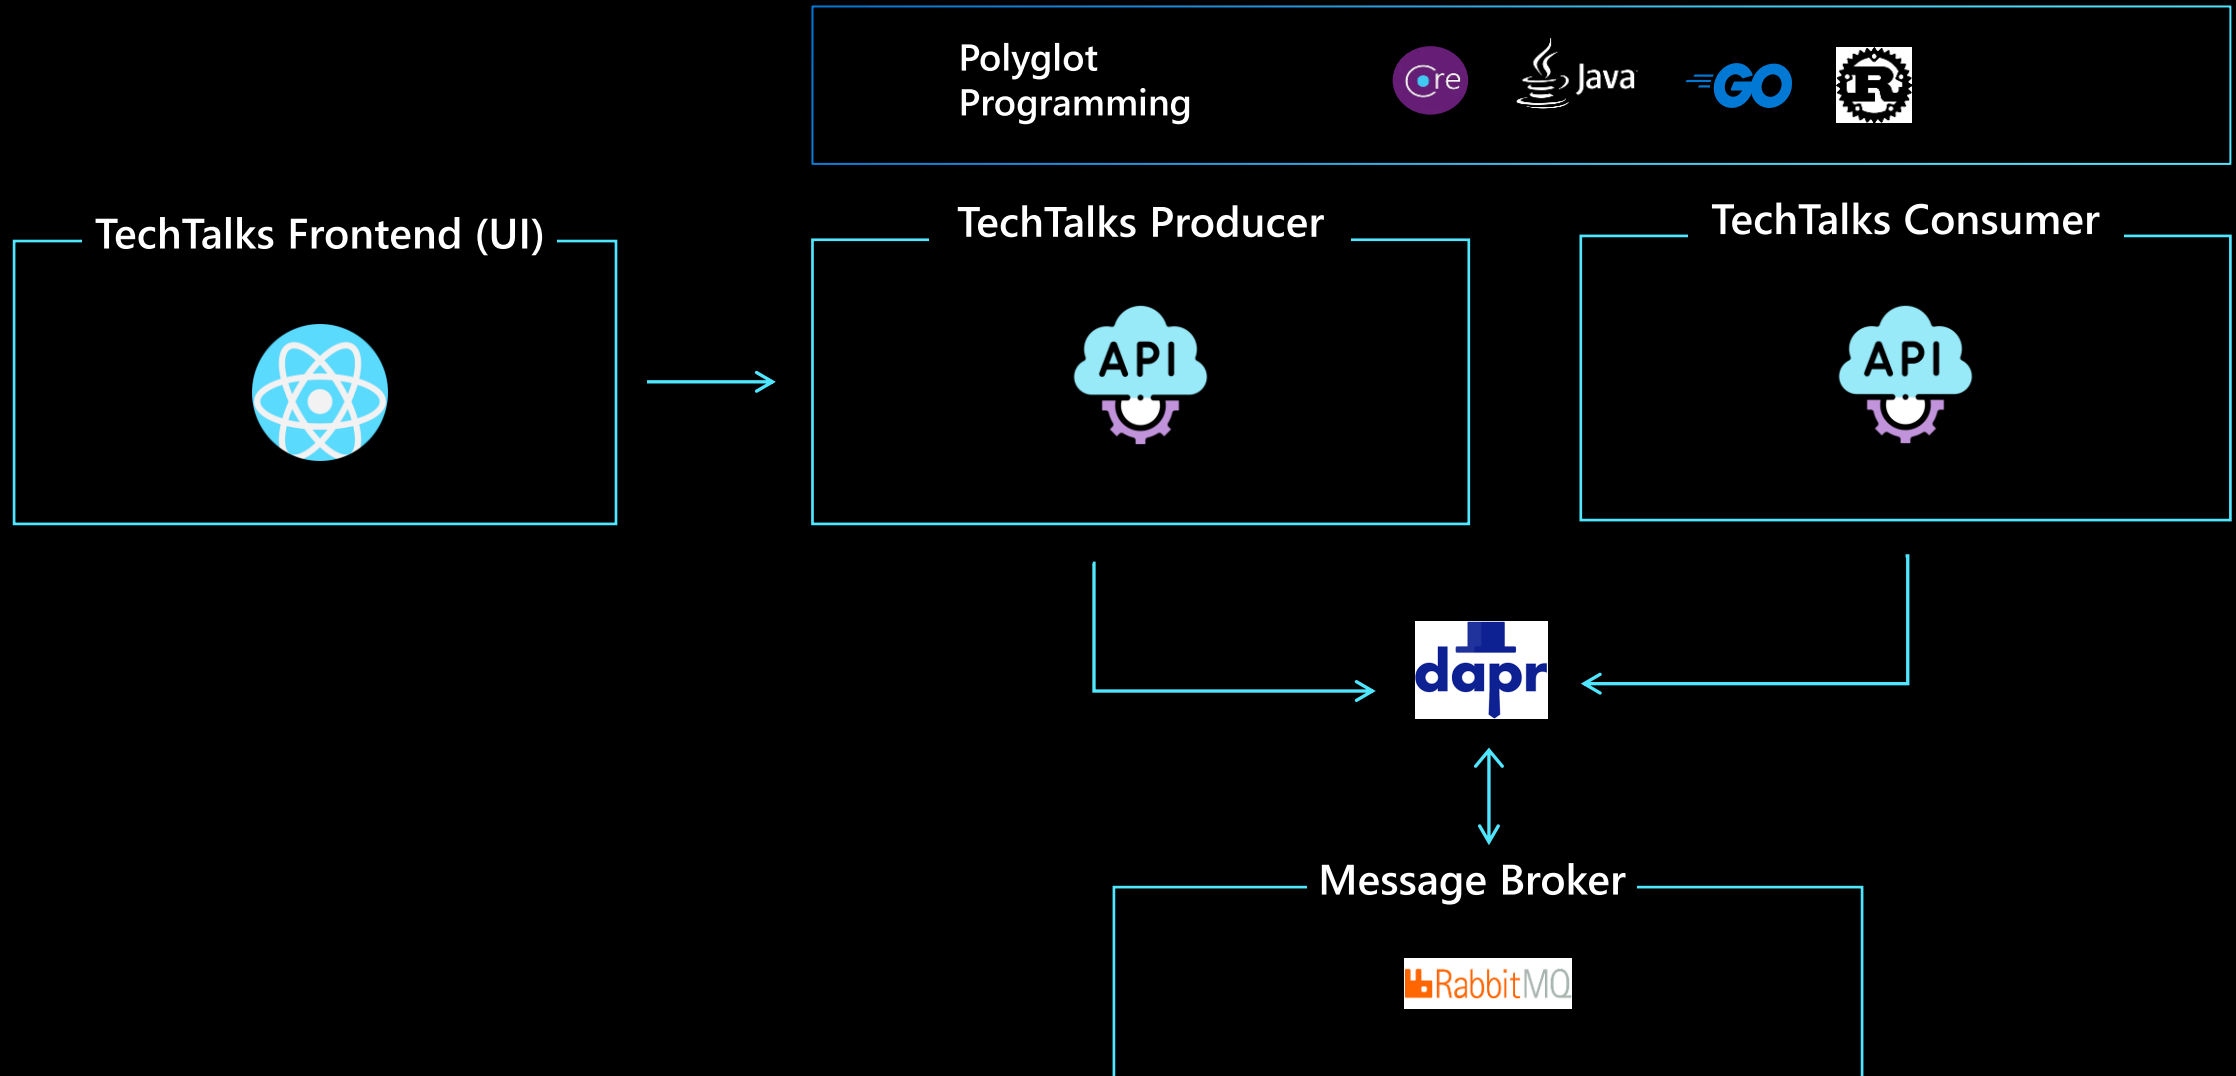 Polyglot
Programming
Core
Java
GO
R
TechTalks Frontend (UI)
TechTalks Producer
TechTalks Consumer
API
API
dapr
Message Broker
RabbitMQ